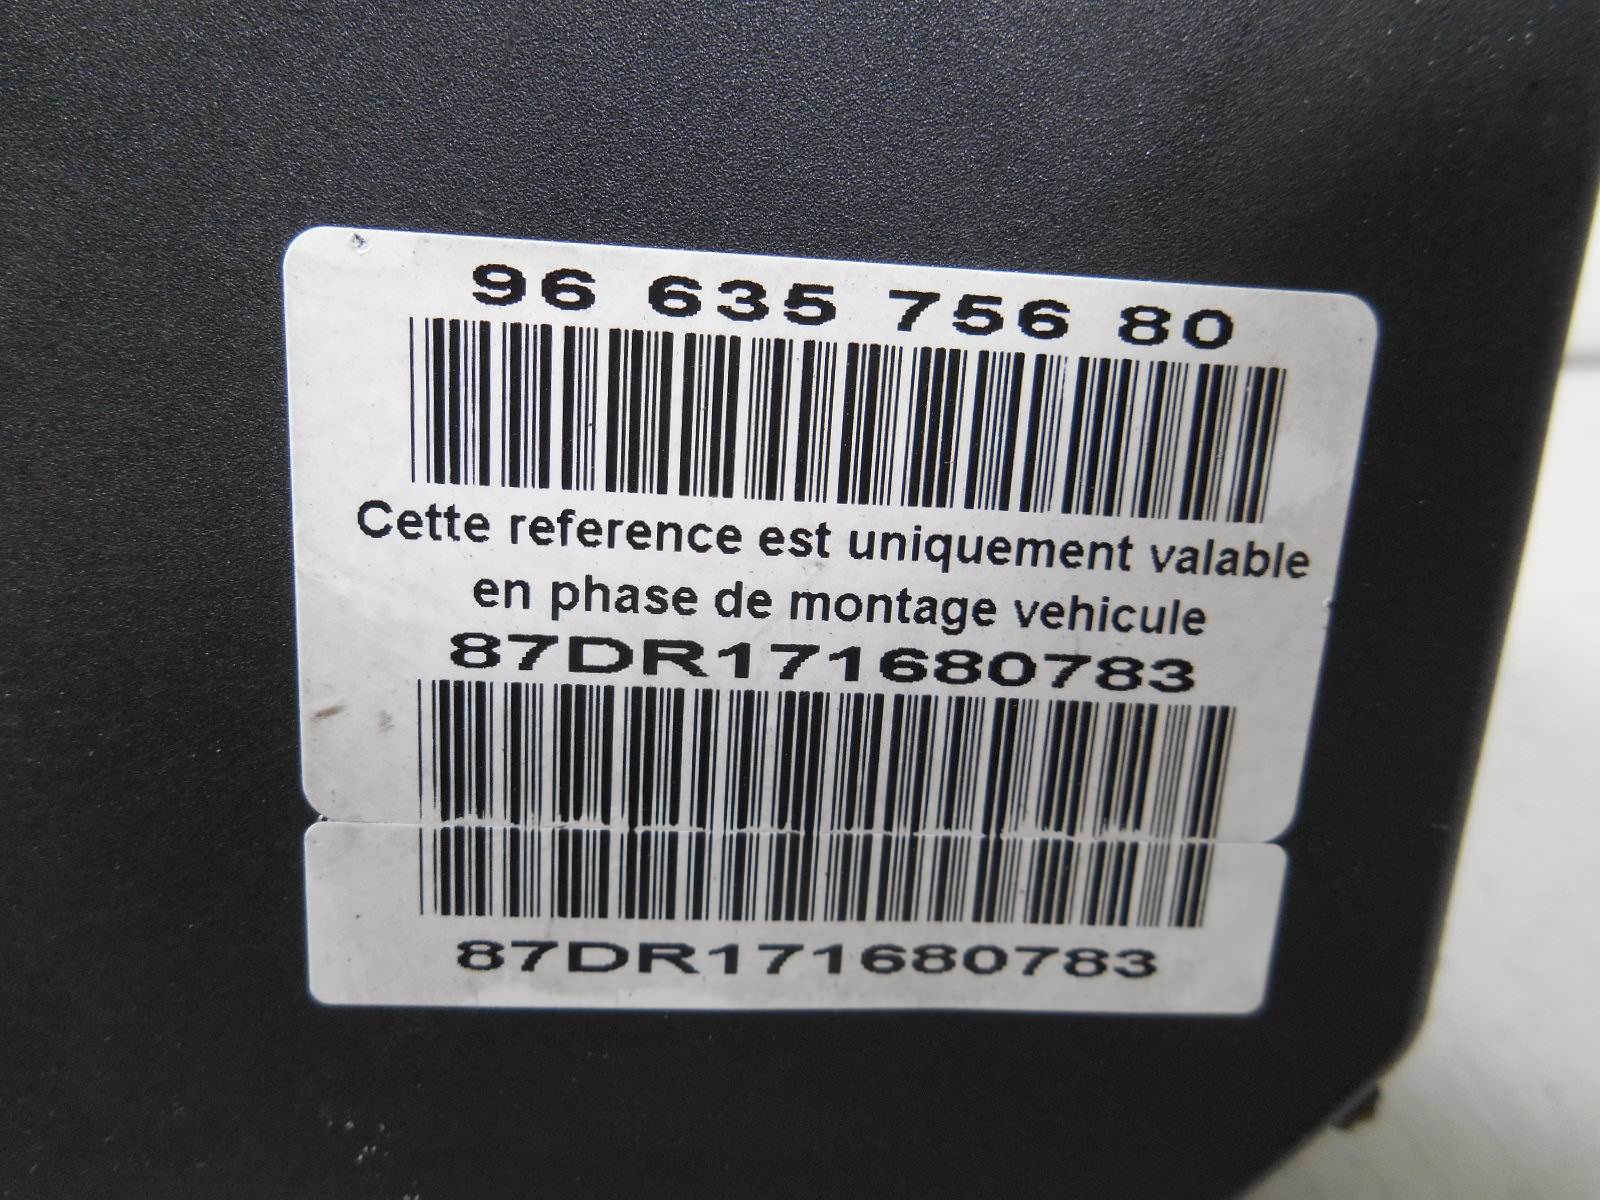 96 635 756 80
Cette reference est uniquement valable
en phase de montage vehicule
87DR171680783
87DR171680783